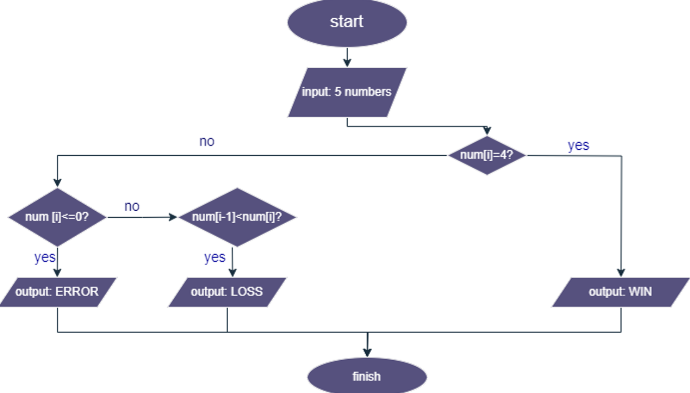 start
input: 5 numbers
no
num[i]=4?
yes
num [i]<=0?
no
num[i-1]<num[i]?
yes
yes
output: ERROR
output: LOSS
output: WIN
finish